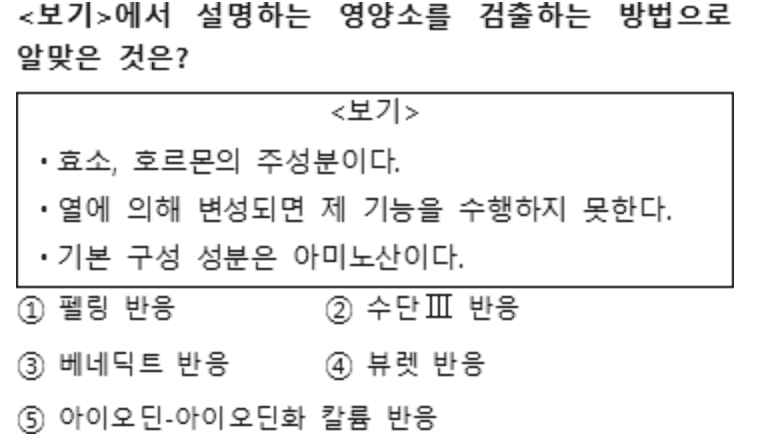 <보기>에서 설명하는 영양소를 검출하는 방법으로
알맞은 것은?
<보기>
• 효소, 호르몬의 주성분이다.
• 열에 의해 변성되면 제 기능을 수행하지 못한다.
• 기본 구성 성분은 아미노산이다.
① 펠링 반응 ② 수단Ⅲ 반응
③ 베네딕트 반응 ④ 뷰렛 반응
⑤ 아이오딘-아이오딘화 칼륨 반응